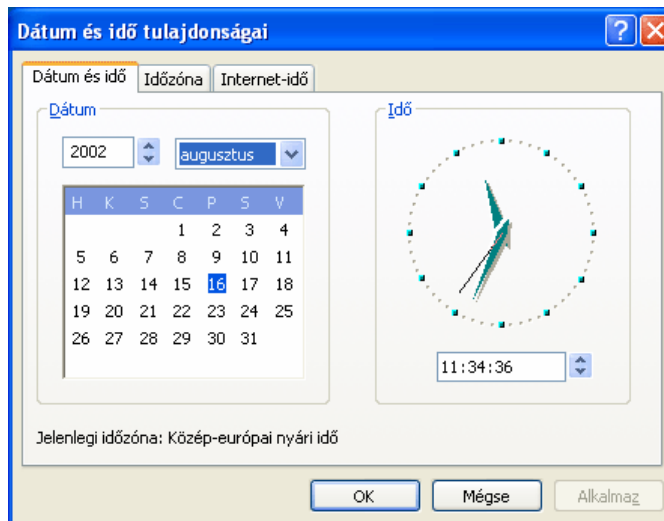 Dátum és idő tulajdonságai
Dátum és idő Időzóna Internet-idő
Dátum
2002 augusztus
H K S C P S V
1 2 3 4
5 6 7 8 9 10 11
12 13 14 15 16 17 18
19 20 21 22 23 24 25
26 27 28 29 30 31
Idő
11:34:36
Jelenlegi időzóna: Közép-európai nyári idő
OK Mégse Alkalmaz